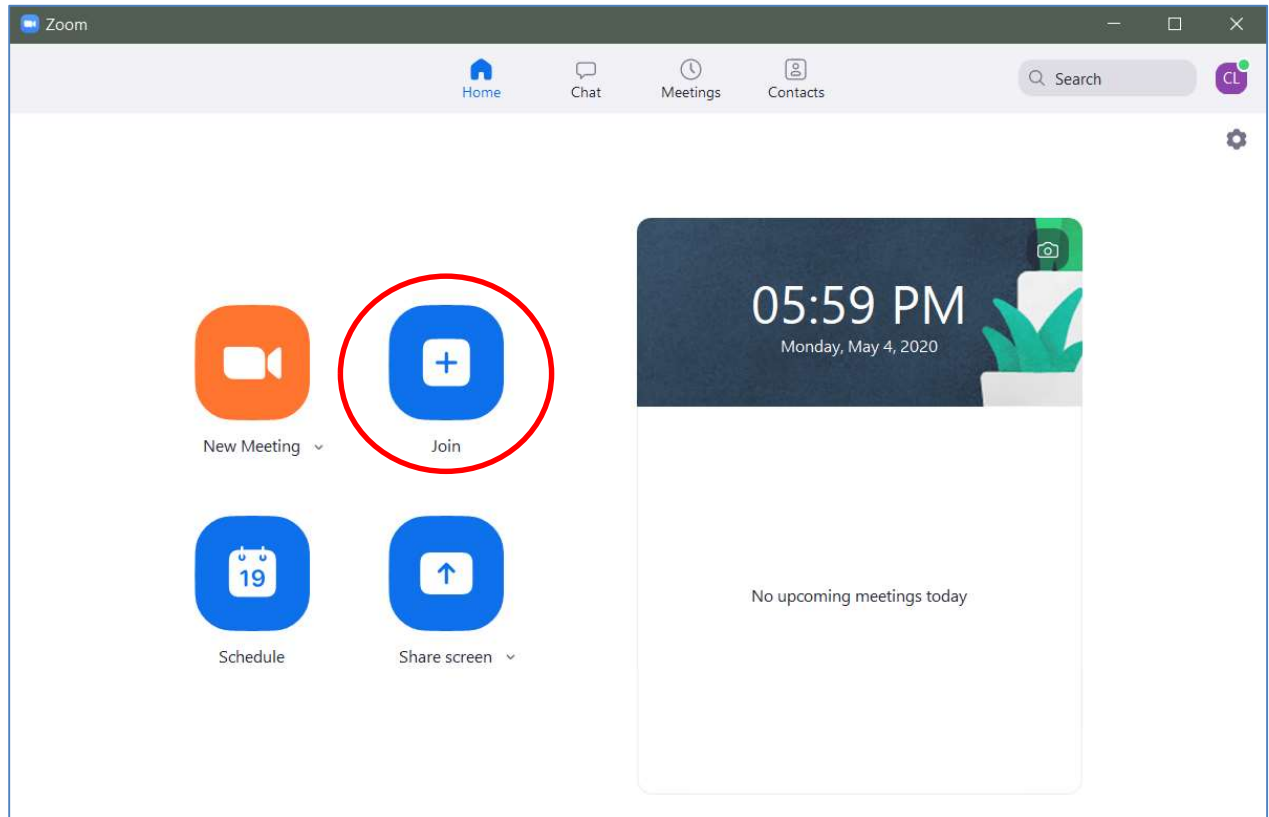 Zoom
Home
Chat
Meetings
Contacts
Search
CL
05:59 PM
Monday, May 4, 2020
New Meeting
Join
19
Schedule
Share screen
No upcoming meetings today